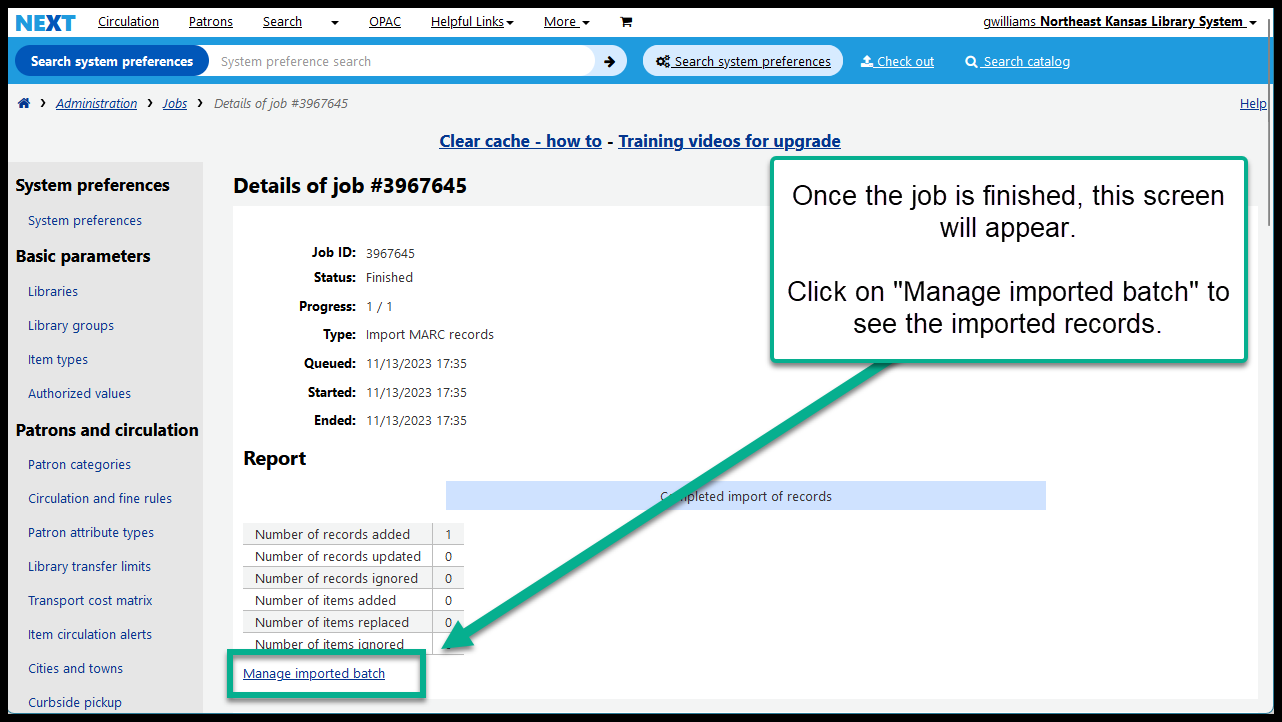 NEXT Circulation Patrons Search OPAC Helpful Links More qwilliams Northeast Kansas Library System
Search system preferences System preference search Search system preferences Check out Search catalog
Administration Jobs Details of job #3967645 Help
Clear cache - how to - Training videos for upgrade
System preferences
System preferences
Basic parameters
Libraries
Library groups
Item types
Authorized values
Patrons and circulation
Patron categories
Circulation and fine rules
Patron attribute types
Library transfer limits
Transport cost matrix
Item circulation alerts
Cities and towns
Curbside pickup
Details of job #3967645
Job ID: 3967645
Status: Finished
Progress: 1 / 1
Type: Import MARC records
Queued: 11/13/2023 17:35
Started: 11/13/2023 17:35
Ended: 11/13/2023 17:35
Report
Completed import of records
Number of records added 1
Number of records updated 0
Number of records ignored 0
Number of items added 0
Number of items replaced 0
Number of items ignored
Manage imported batch
Once the job is finished, this screen
will appear.
Click on "Manage imported batch" to
see the imported records.